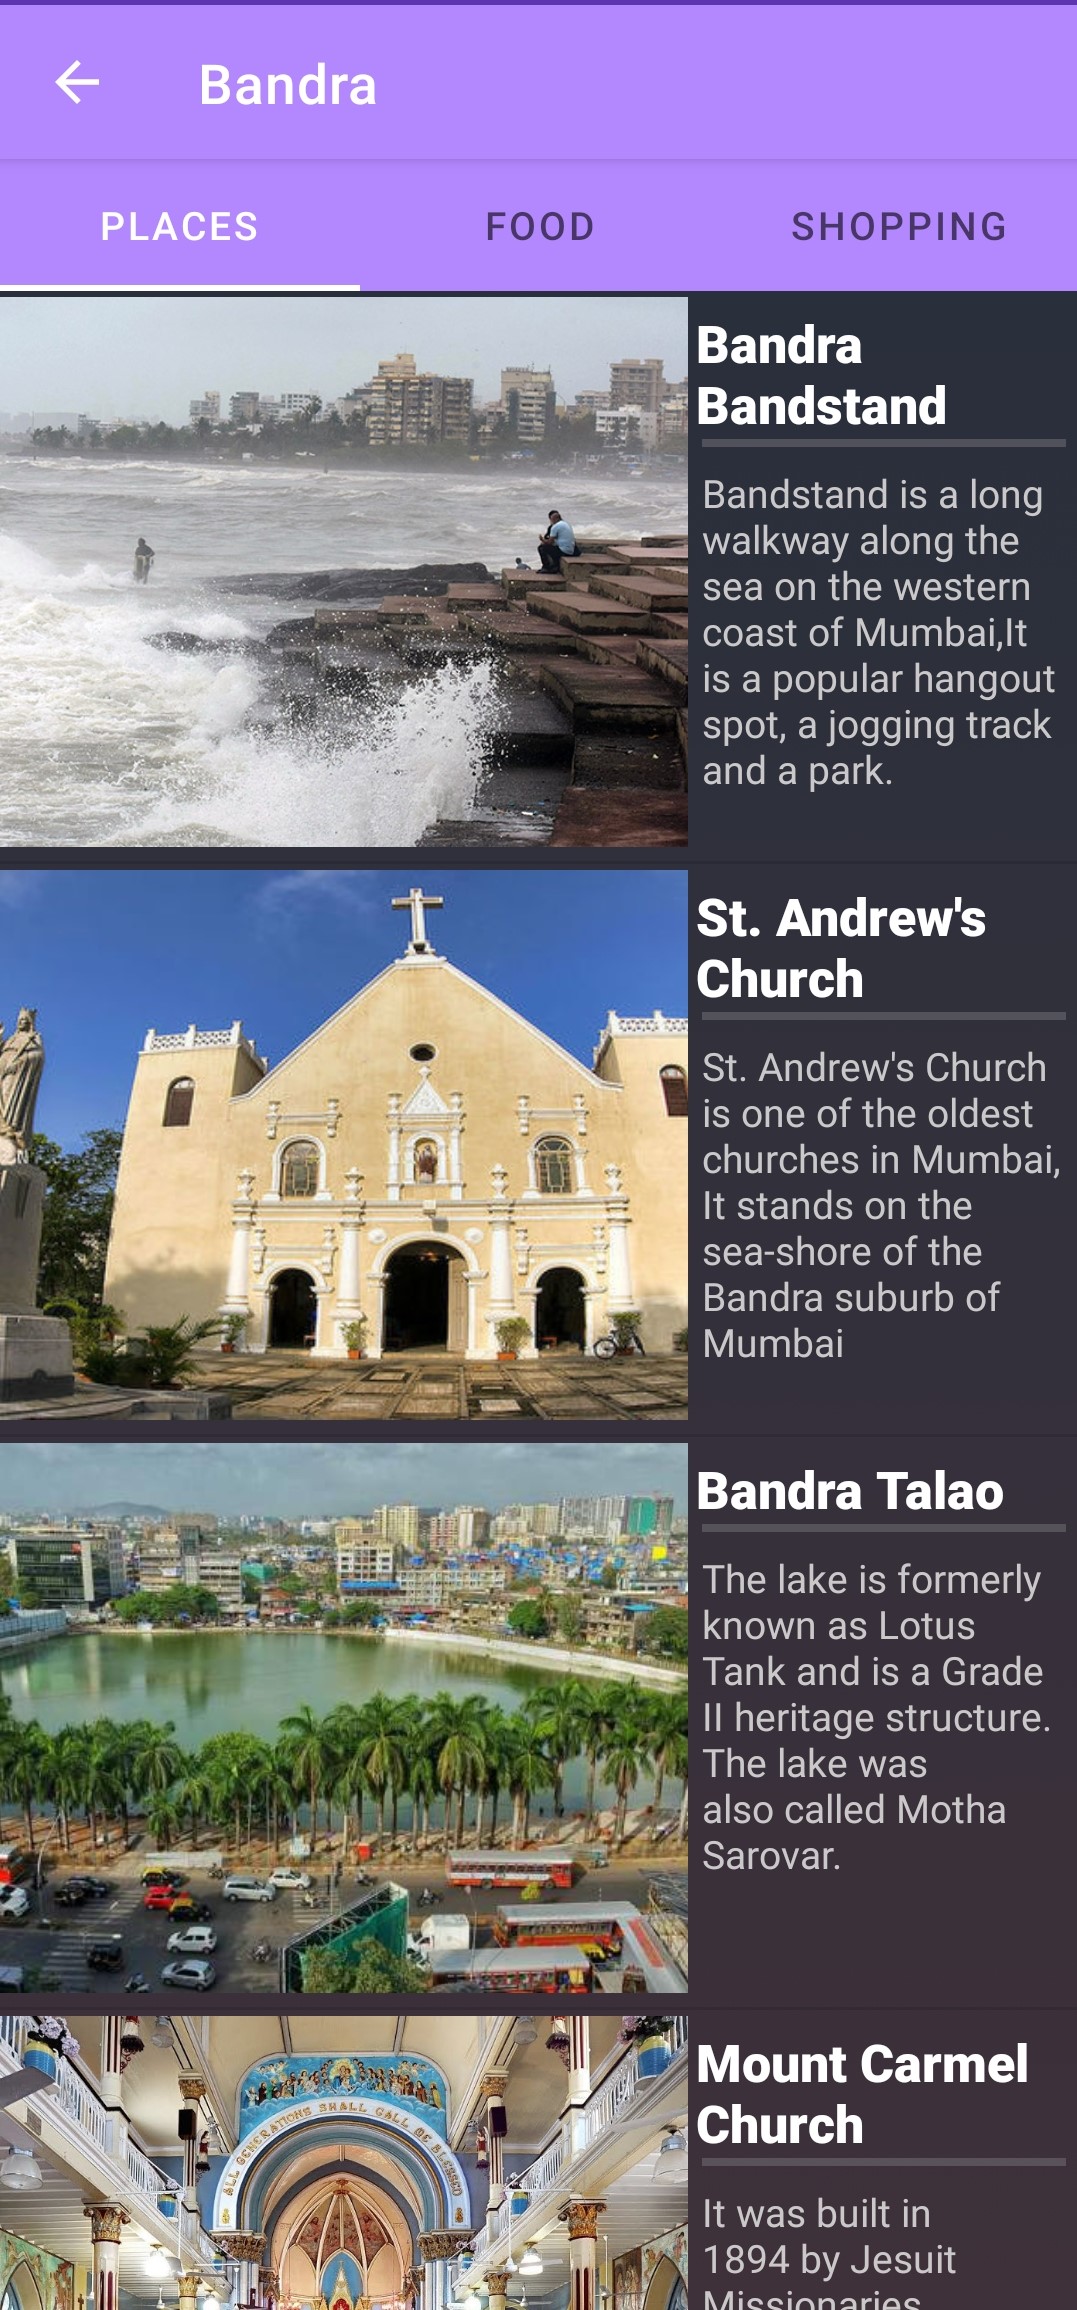 Bandra
PLACES FOOD SHOPPING
Bandra
Bandstand
Bandstand is a long
walkway along the
sea on the western
coast of Mumbai,It
is a popular hangout
spot, a jogging track
and a park.
St. Andrew's
Church
St. Andrew's Church
is one of the oldest
churches in Mumbai,
It stands on the
sea-shore of the
Bandra suburb of
Mumbai
Bandra Talao
The lake is formerly
known as Lotus
Tank and is a Grade
II heritage structure.
The lake was
also called Motha
Sarovar.
ALL GENERATIONS SHALL CALL ME BLESSED
Mount Carmel
Church
It was built in
1894 by Jesuit
Missionaries